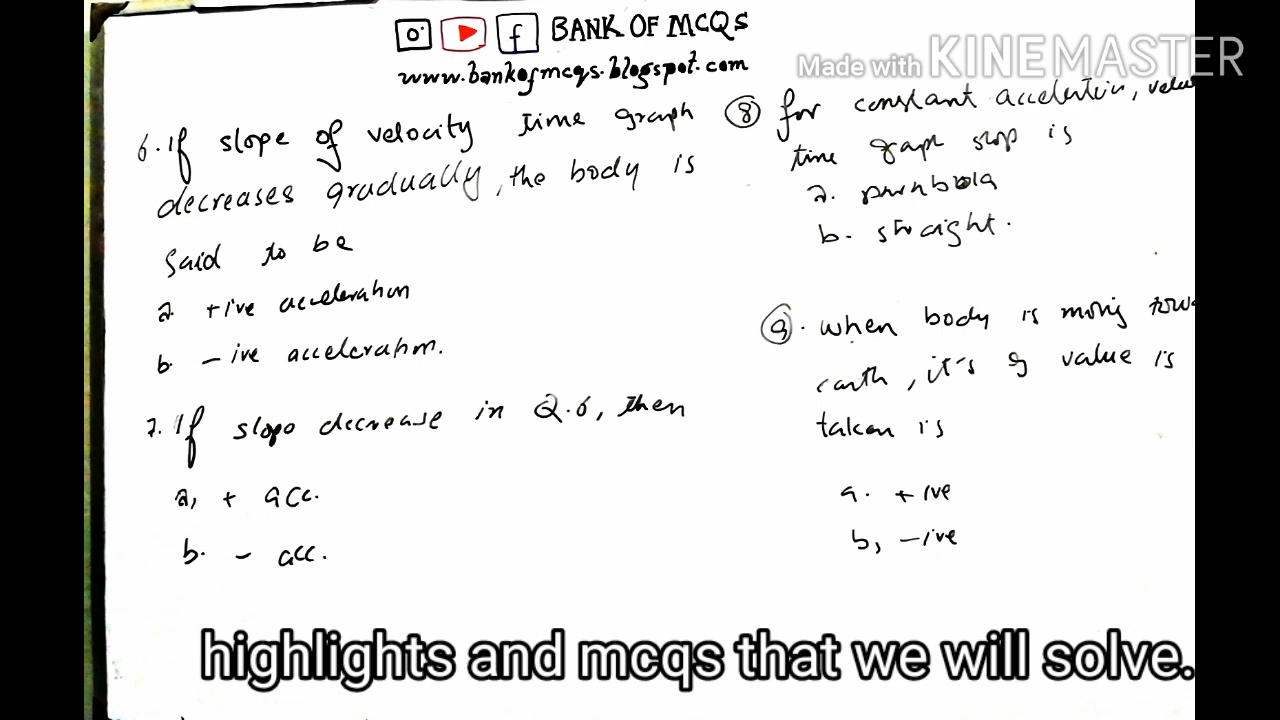 BANK OF MCQS
www.bankofmcqs.blogspot.com
Made with KINEMASTER
6. If slope of velocity time graph
decreases gradually, the body is
said to be
a. +ive acceleration
b. -ive acceleration.
7. If slope decrease in Q.6, then
a, + acc.
b. - acc.
8 for constant
time graph slop is
a.
b. straight.
9. when body is moving
earth, it's g value is
taken is
a. +ive
b, -ive
highlights and mcqs that we will solve.